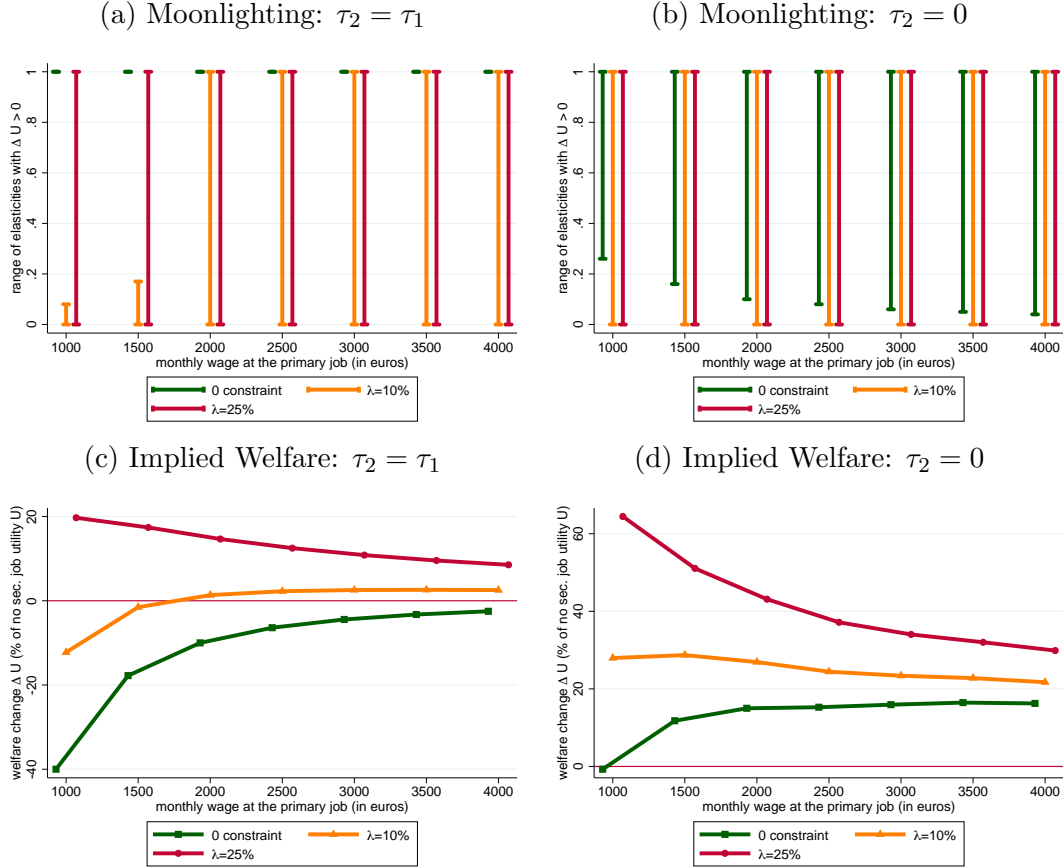 (a) Moonlighting: τ₂ = τ₁
range of elasticities with Δ U > 0
1
.8
.6
.4
.2
0
1000 1500 2000 2500 3000 3500 4000
monthly wage at the primary job (in euros)
0 constraint λ=10%
λ=25%
(b) Moonlighting: τ₂ = 0
range of elasticities with Δ U > 0
1
.8
.6
.4
.2
0
1000 1500 2000 2500 3000 3500 4000
monthly wage at the primary job (in euros)
0 constraint λ=10%
λ=25%
(c) Implied Welfare: τ₂ = τ₁
welfare change Δ U (% of no sec. job utility U)
20
0
20
40
1000 1500 2000 2500 3000 3500 4000
monthly wage at the primary job (in euros)
0 constraint λ=10%
λ=25%
(d) Implied Welfare: τ₂ = 0
welfare change Δ U (% of no sec. job utility U)
60
40
20
0
1000 1500 2000 2500 3000 3500 4000
monthly wage at the primary job (in euros)
0 constraint λ=10%
λ=25%